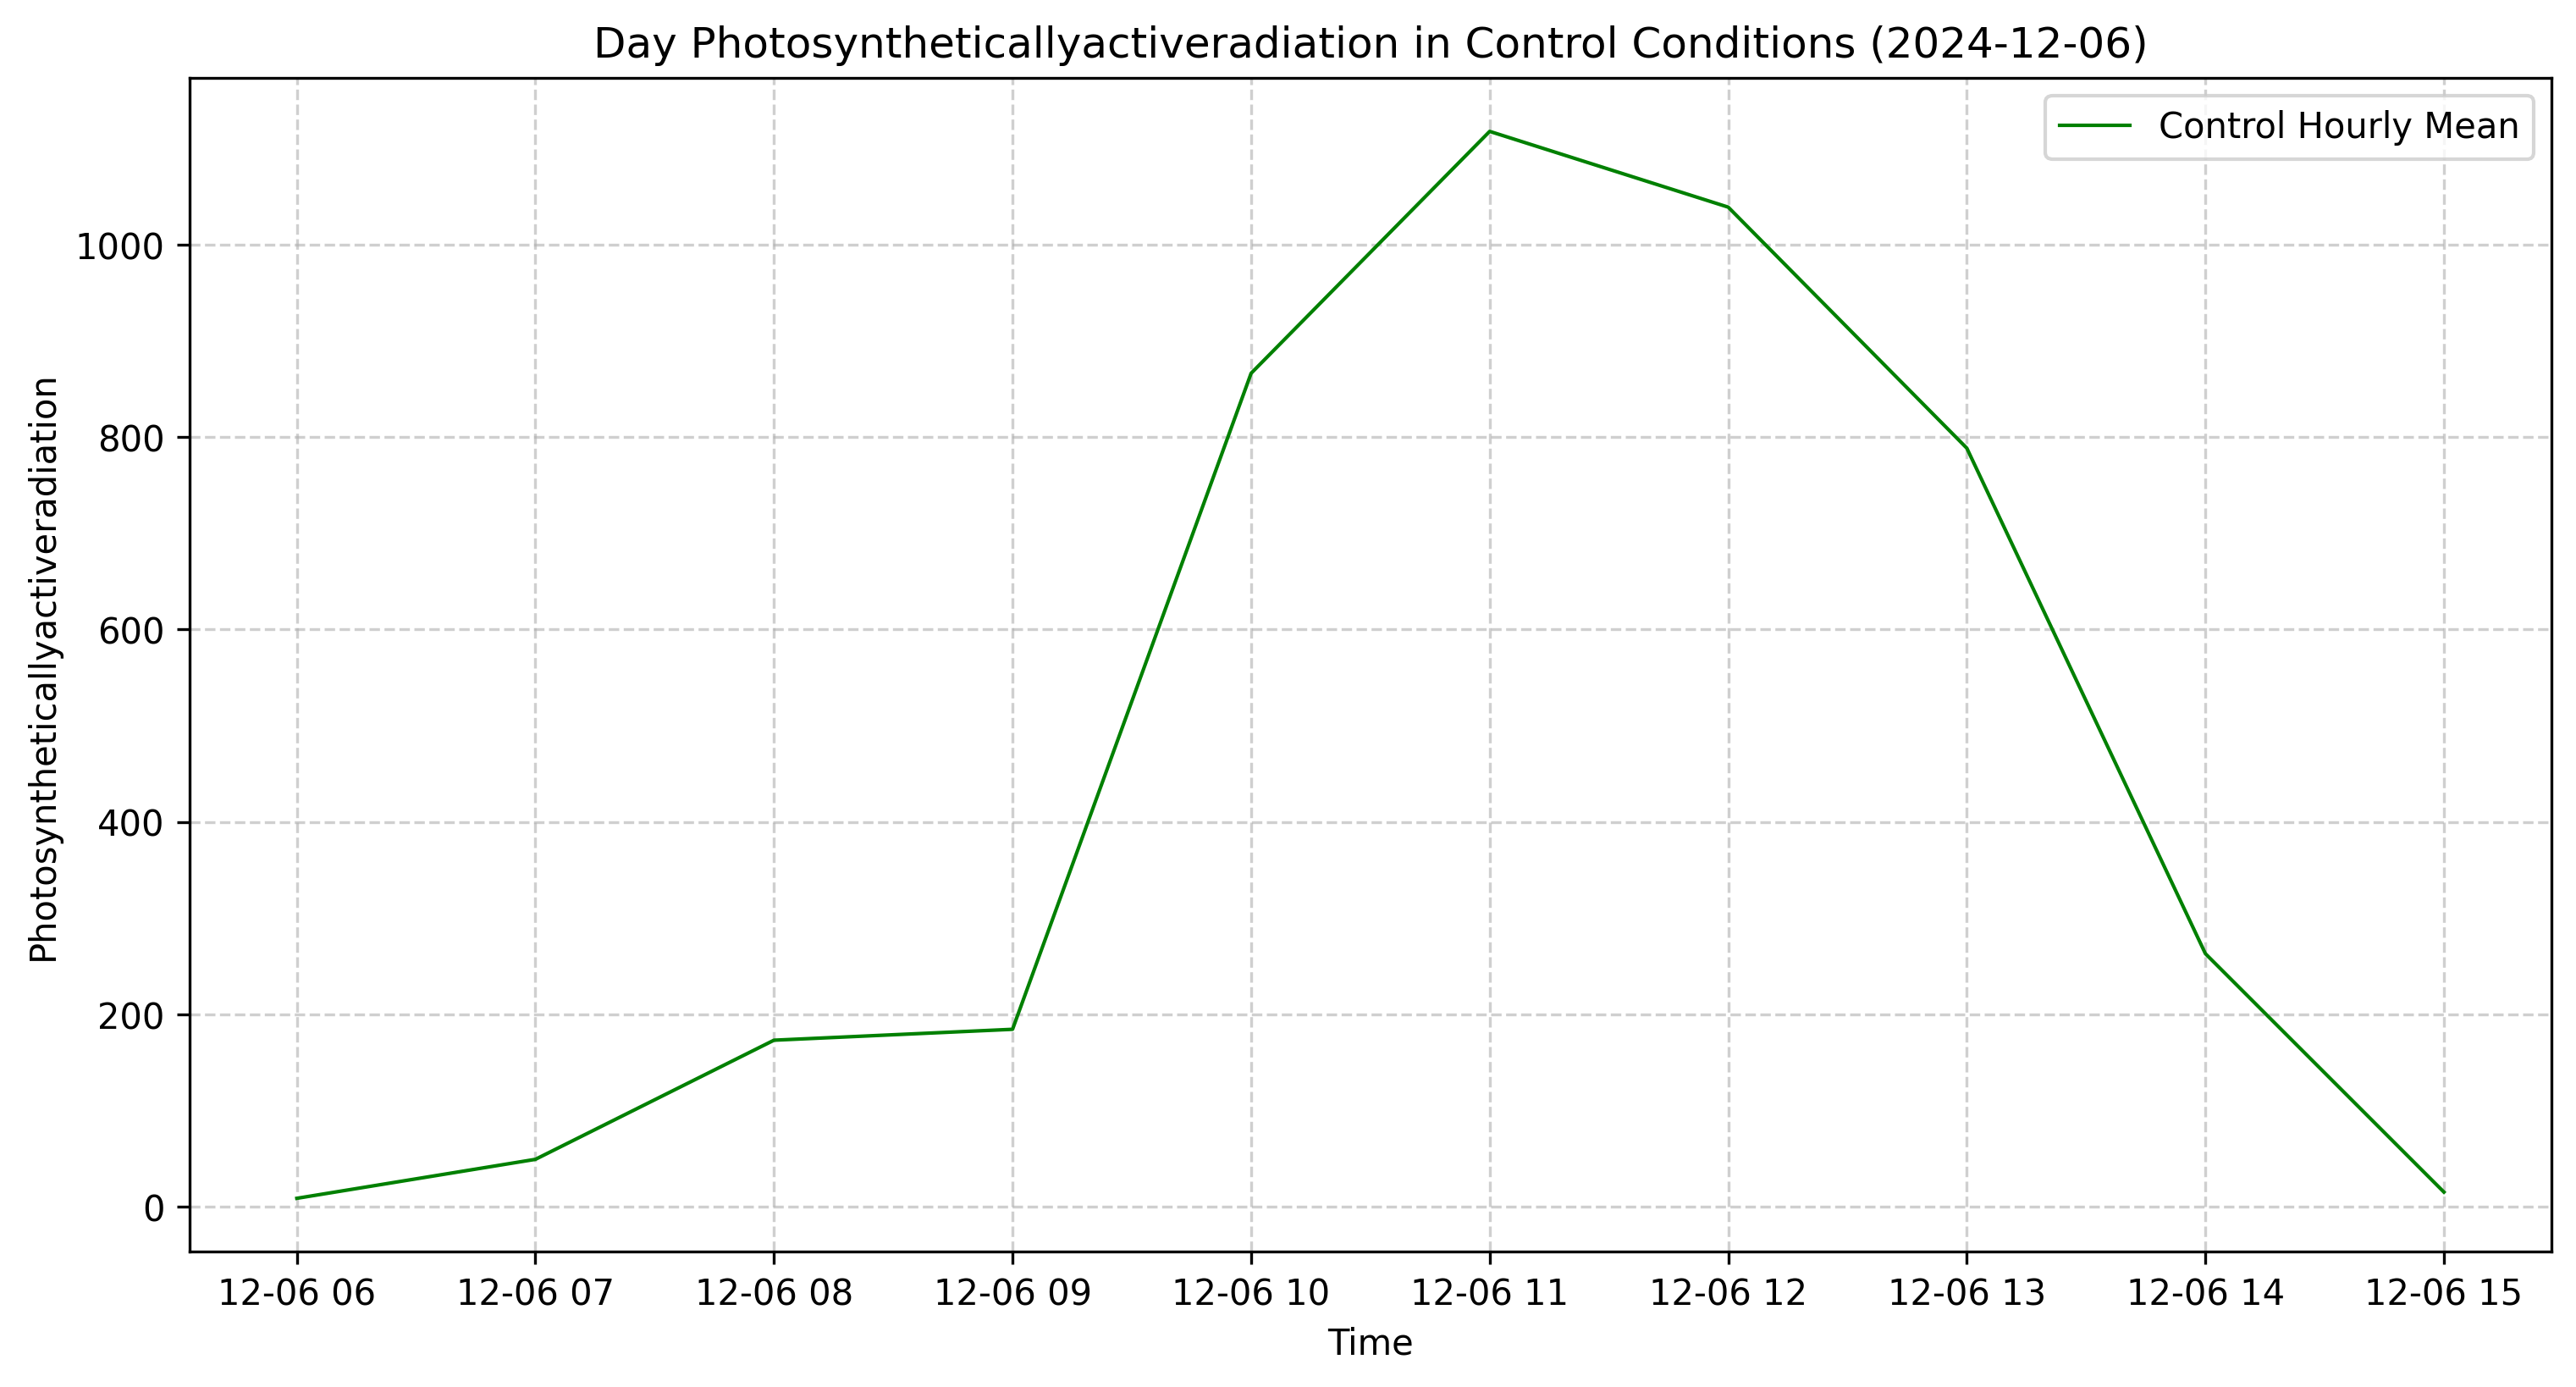 Day Photosyntheticallyactiveradiation in Control Conditions (2024-12-06)
Control Hourly Mean
Photosyntheticallyactiveradiation
1000
800
600
400
200
0
12-06 06 12-06 07 12-06 08 12-06 09 12-06 10 12-06 11 12-06 12 12-06 13 12-06 14 12-06 15
Time